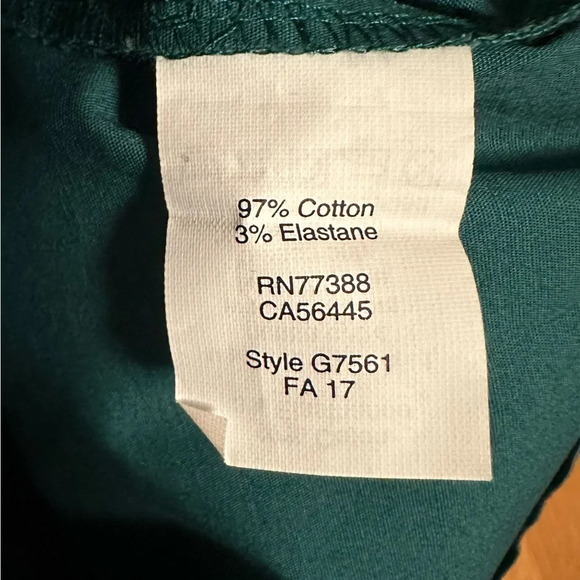 97% Cotton
3% Elastane
RN77388
CA56445
Style G7561
FA 17